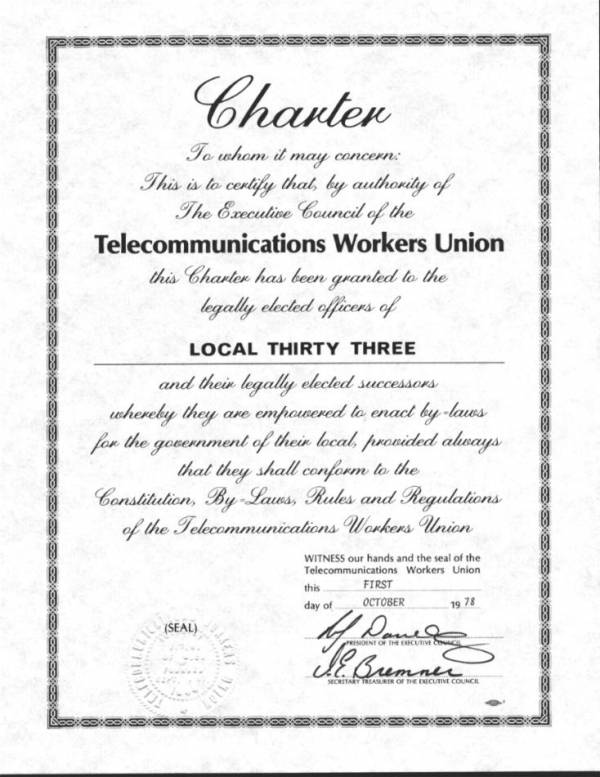 Charter
To whom it may concern:
This is to certify that, by authority of
The Executive Council of the
Telecommunications Workers Union
this Charter has been granted to the
legally elected officers of
LOCAL THIRTY THREE
and their legally elected successors
whereby they are empowered to enact by-laws
for the government of their local, provided always
that they shall conform to the
Constitution, By-Laws, Rules and Regulations
of the Telecommunications Workers Union
WITNESS our hands and the seal of the
Telecommunications Workers Union
this FIRST
day of OCTOBER 1978
(SEAL)
PRESIDENT OF THE EXECUTIVE COUNCIL
J.E. Bremner
SECRETARY TREASURER OF THE EXECUTIVE COUNCIL